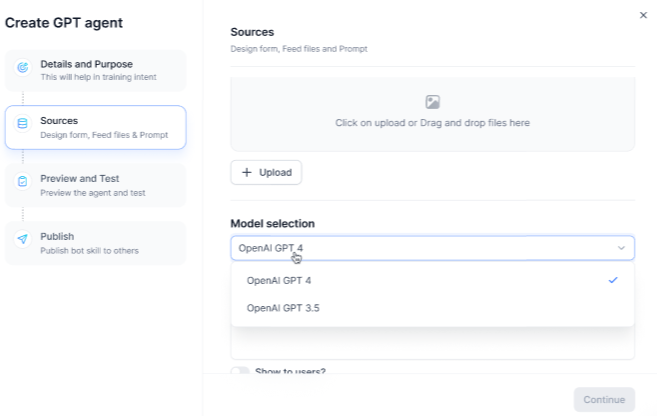 Create GPT agent
Details and Purpose
This will help in training intent
Sources
Design form, Feed files & Prompt
Preview and Test
Preview the agent and test
Publish
Publish bot skill to others
Sources
Design form, Feed files and Prompt
Click on upload or Drag and drop files here
+ Upload
Model selection
OpenAI GPT 4
OpenAI GPT 4
OpenAI GPT 3.5
Show to users?
Continue